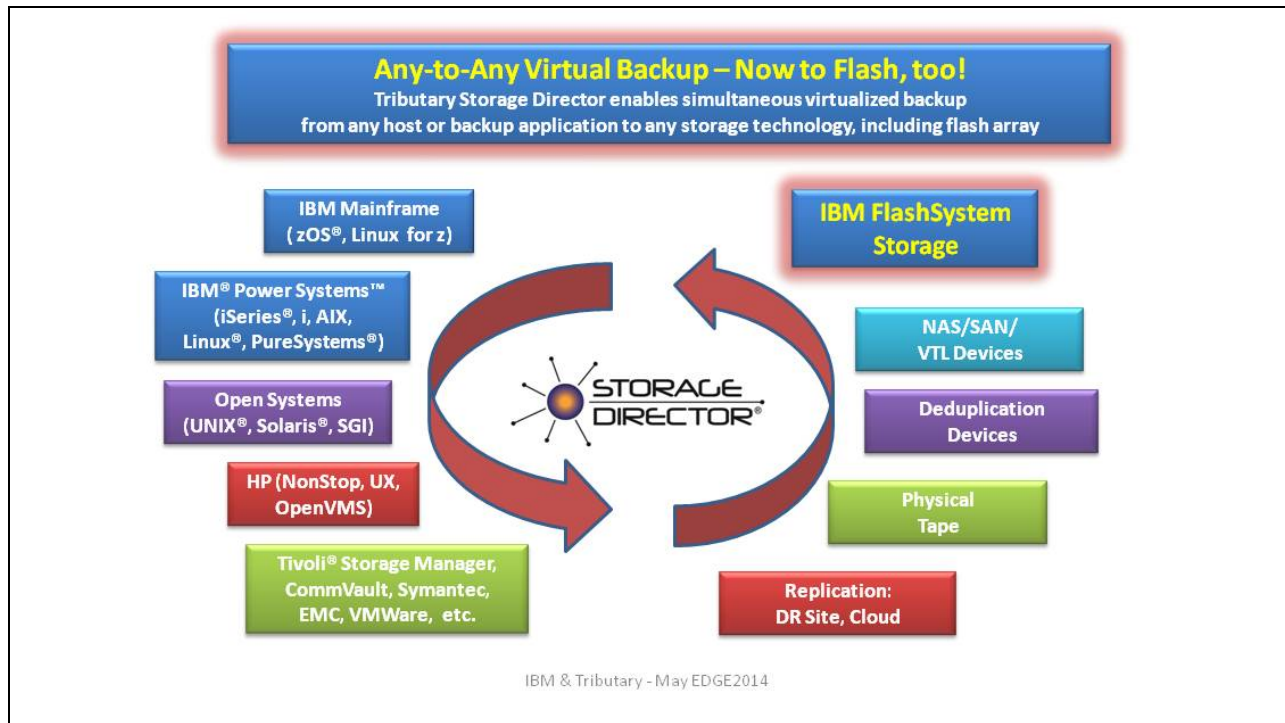 Any-to-Any Virtual Backup – Now to Flash, too!
Tributary Storage Director enables simultaneous virtualized backup
from any host or backup application to any storage technology, including flash array
IBM Mainframe
( zOS®, Linux for z)
IBM® Power Systems™
(iSeries®, i, AIX,
Linux®, PureSystems®)
Open Systems
(UNIX®, Solaris®, SGI)
HP (NonStop, UX,
OpenVMS)
Tivoli® Storage Manager,
CommVault, Symantec,
EMC, VMWare, etc.
STORAGE
DIRECTOR®
IBM FlashSystem
Storage
NAS/SAN/
VTL Devices
Deduplication
Devices
Physical
Tape
Replication:
DR Site, Cloud
IBM & Tributary - May EDGE2014